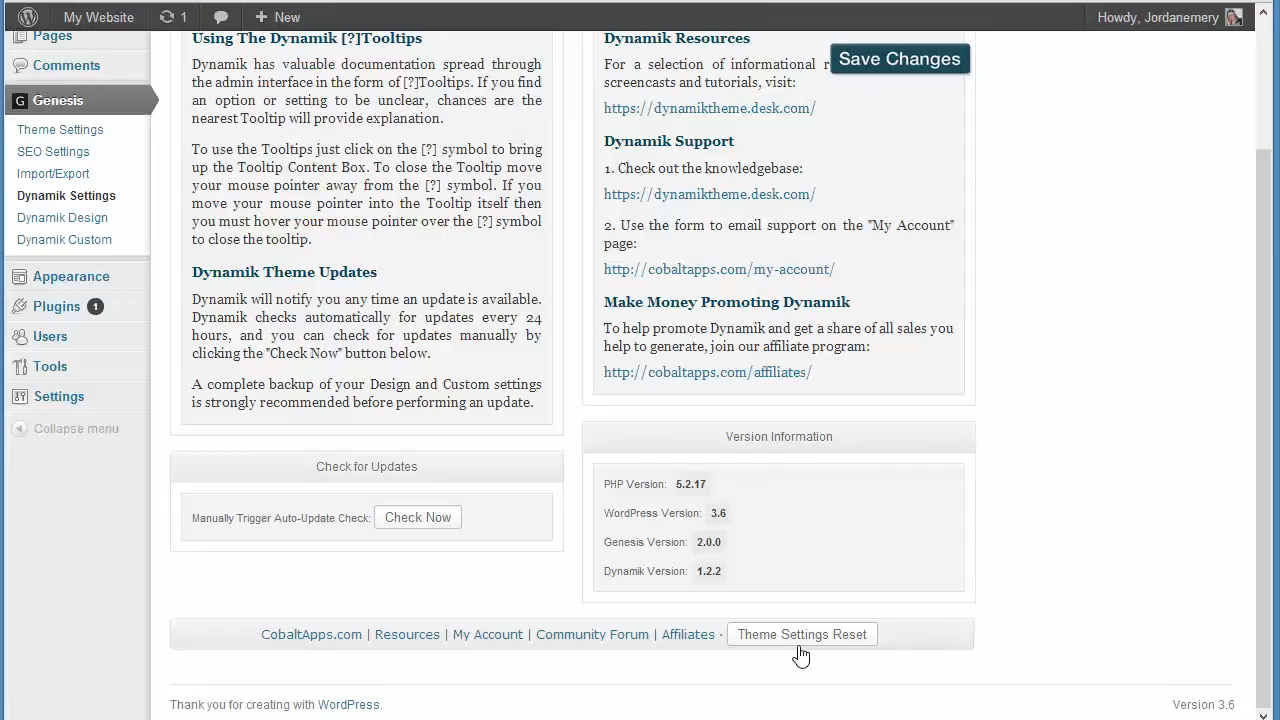 My Website 1 New Howdy, Jordanemery
Pages
Comments
G Genesis
Theme Settings
SEO Settings
Import/Export
Dynamik Settings
Dynamik Design
Dynamik Custom
Appearance
Plugins 1
Users
Tools
Settings
Collapse menu
Using The Dynamik [?]Tooltips
Dynamik has valuable documentation spread through
the admin interface in the form of [?]Tooltips. If you find
an option or setting to be unclear, chances are the
nearest Tooltip will provide explanation.
To use the Tooltips just click on the [?] symbol to bring
up the Tooltip Content Box. To close the Tooltip move
your mouse pointer away from the [?] symbol. If you
move your mouse pointer into the Tooltip itself then
you must hover your mouse pointer over the [?] symbol
to close the tooltip.
Dynamik Theme Updates
Dynamik will notify you any time an update is available.
Dynamik checks automatically for updates every 24
hours, and you can check for updates manually by
clicking the "Check Now" button below.
A complete backup of your Design and Custom settings
is strongly recommended before performing an update.
Check for Updates
Manually Trigger Auto-Update Check: Check Now
Dynamik Resources
Save Changes
For a selection of informational
screencasts and tutorials, visit:
https://dynamiktheme.desk.com/
Dynamik Support
1. Check out the knowledgebase:
https://dynamiktheme.desk.com/
2. Use the form to email support on the "My Account"
page:
http://cobaltapps.com/my-account/
Make Money Promoting Dynamik
To help promote Dynamik and get a share of all sales you
help to generate, join our affiliate program:
http://cobaltapps.com/affiliates/
Version Information
PHP Version: 5.2.17
WordPress Version: 3.6
Genesis Version: 2.0.0
Dynamik Version: 1.2.2
CobaltApps.com | Resources | My Account | Community Forum | Affiliates · Theme Settings Reset
Thank you for creating with WordPress. Version 3.6